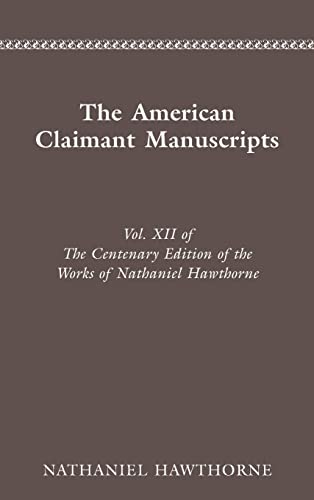 The American
Claimant Manuscripts
Vol. XII of
The Centenary Edition of the
Works of Nathaniel Hawthorne
NATHANIEL HAWTHORNE